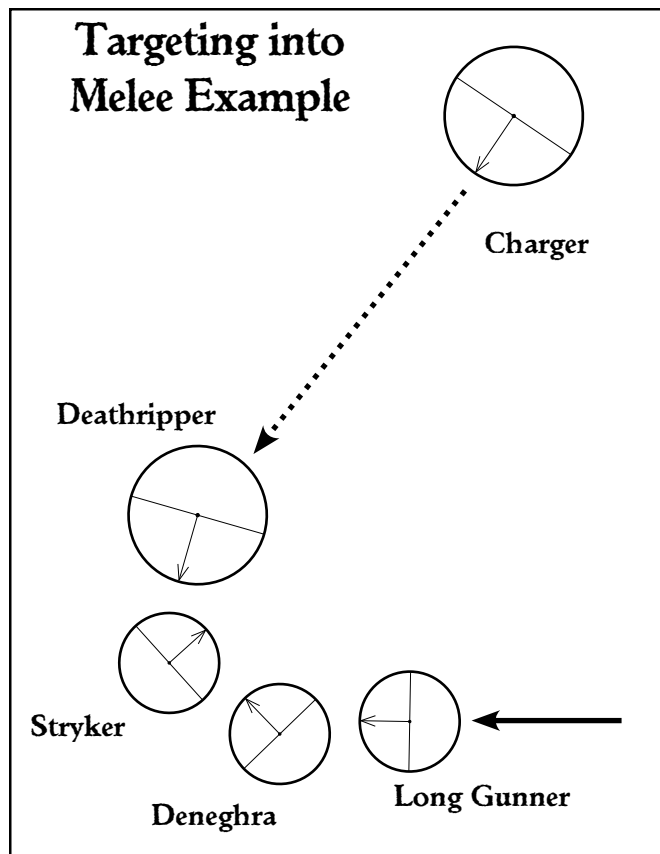 Targeting into
Melee Example
Charger
Deathripper
Stryker
Deneghra
Long Gunner